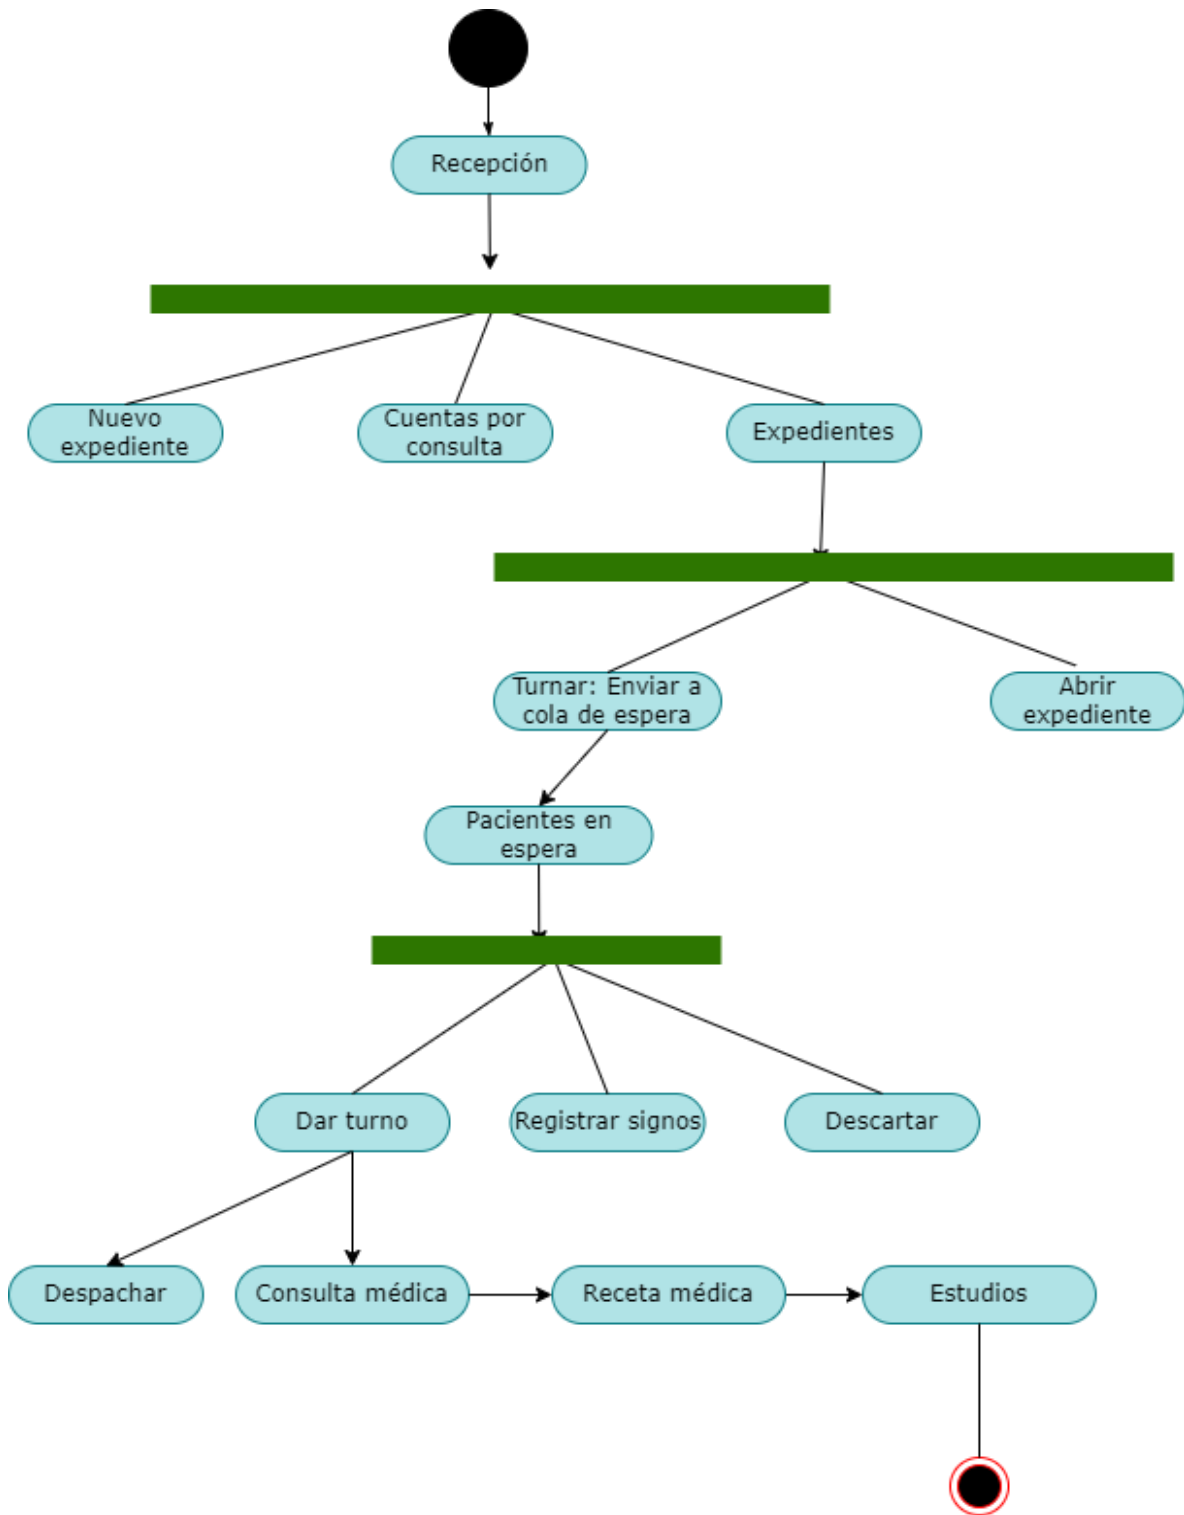 Recepción
Nuevo
expediente
Cuentas por
consulta
Expedientes
Turnar: Enviar a
cola de espera
Abrir
expediente
Pacientes en
espera
Dar turno
Registrar signos
Descartar
Despachar
Consulta médica
Receta médica
Estudios